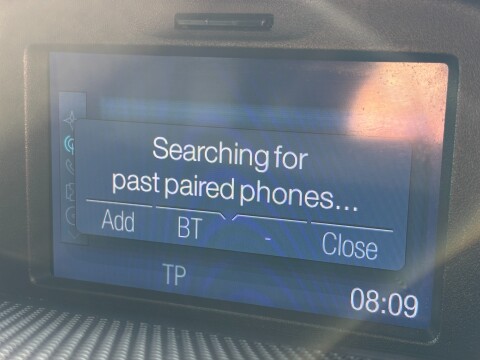 Searching for
past paired phones...
Add BT - Close
TP
08:09